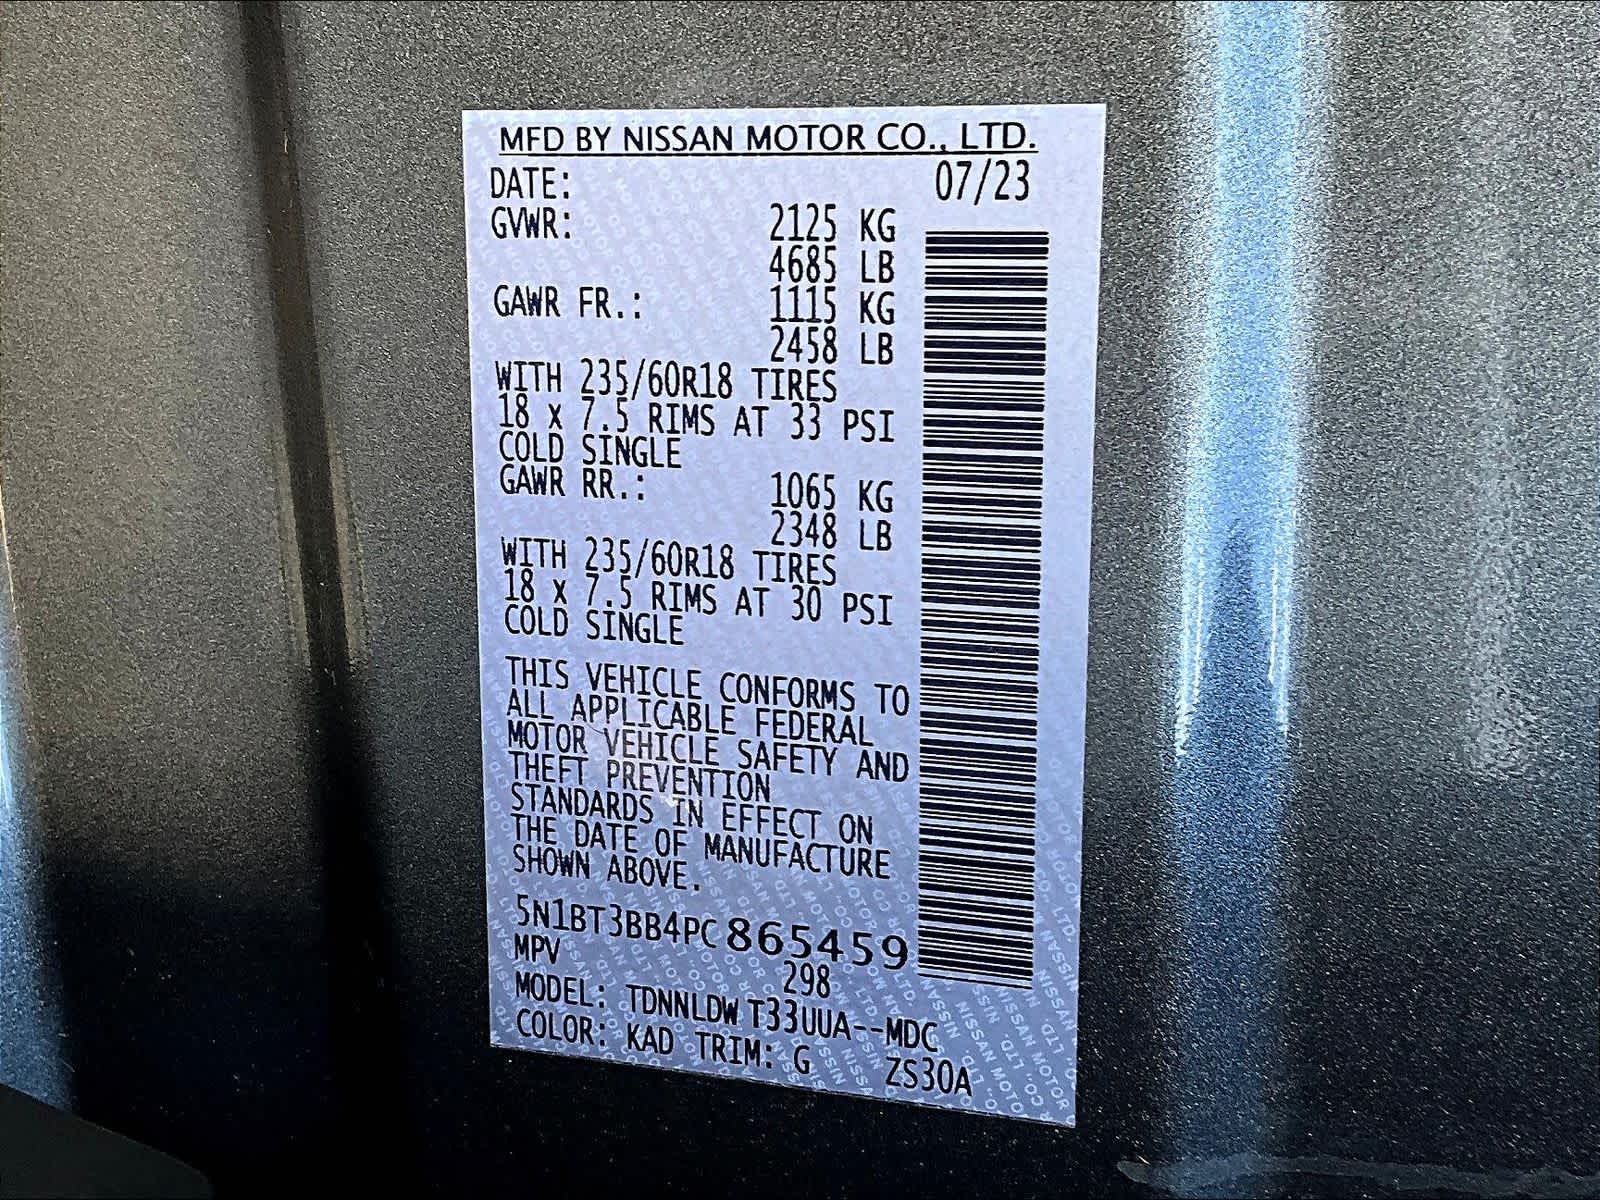 MFD BY NISSAN MOTOR CO., LTD.
DATE: 07/23
GVWR: 2125 KG
4685 LB
GAWR FR.: 1115 KG
2458 LB
WITH 235/60R18 TIRES
18 x 7.5 RIMS AT 33 PSI
COLD SINGLE
GAWR RR.: 1065 KG
2348 LB
WITH 235/60R18 TIRES
18 x 7.5 RIMS AT 30 PSI
COLD SINGLE
THIS VEHICLE CONFORMS TO
ALL APPLICABLE FEDERAL
MOTOR VEHICLE SAFETY AND
THEFT PREVENTION
STANDARDS IN EFFECT ON
THE DATE OF MANUFACTURE
SHOWN ABOVE.
5N1BT3BB4PC865459
MPV 298
MODEL: TDNNLDW T33UUA--MDC
COLOR: KAD TRIM: G ZS30A